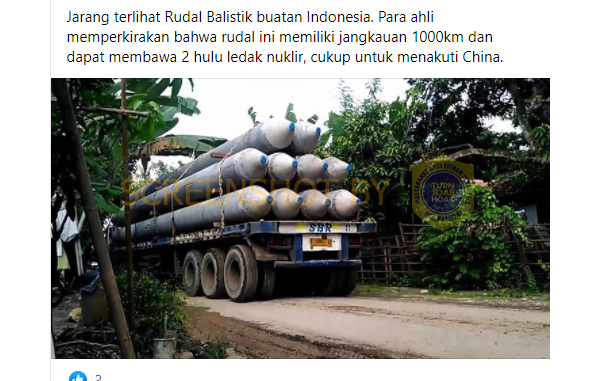 Jarang terlihat Rudal Balistik buatan Indonesia. Para ahli
memperkirakan bahwa rudal ini memiliki jangkauan 1000km dan
dapat membawa 2 hulu ledak nuklir, cukup untuk menakuti China.
SCREENSHOT BY
TURN
BACK
HOAX
SBR
2